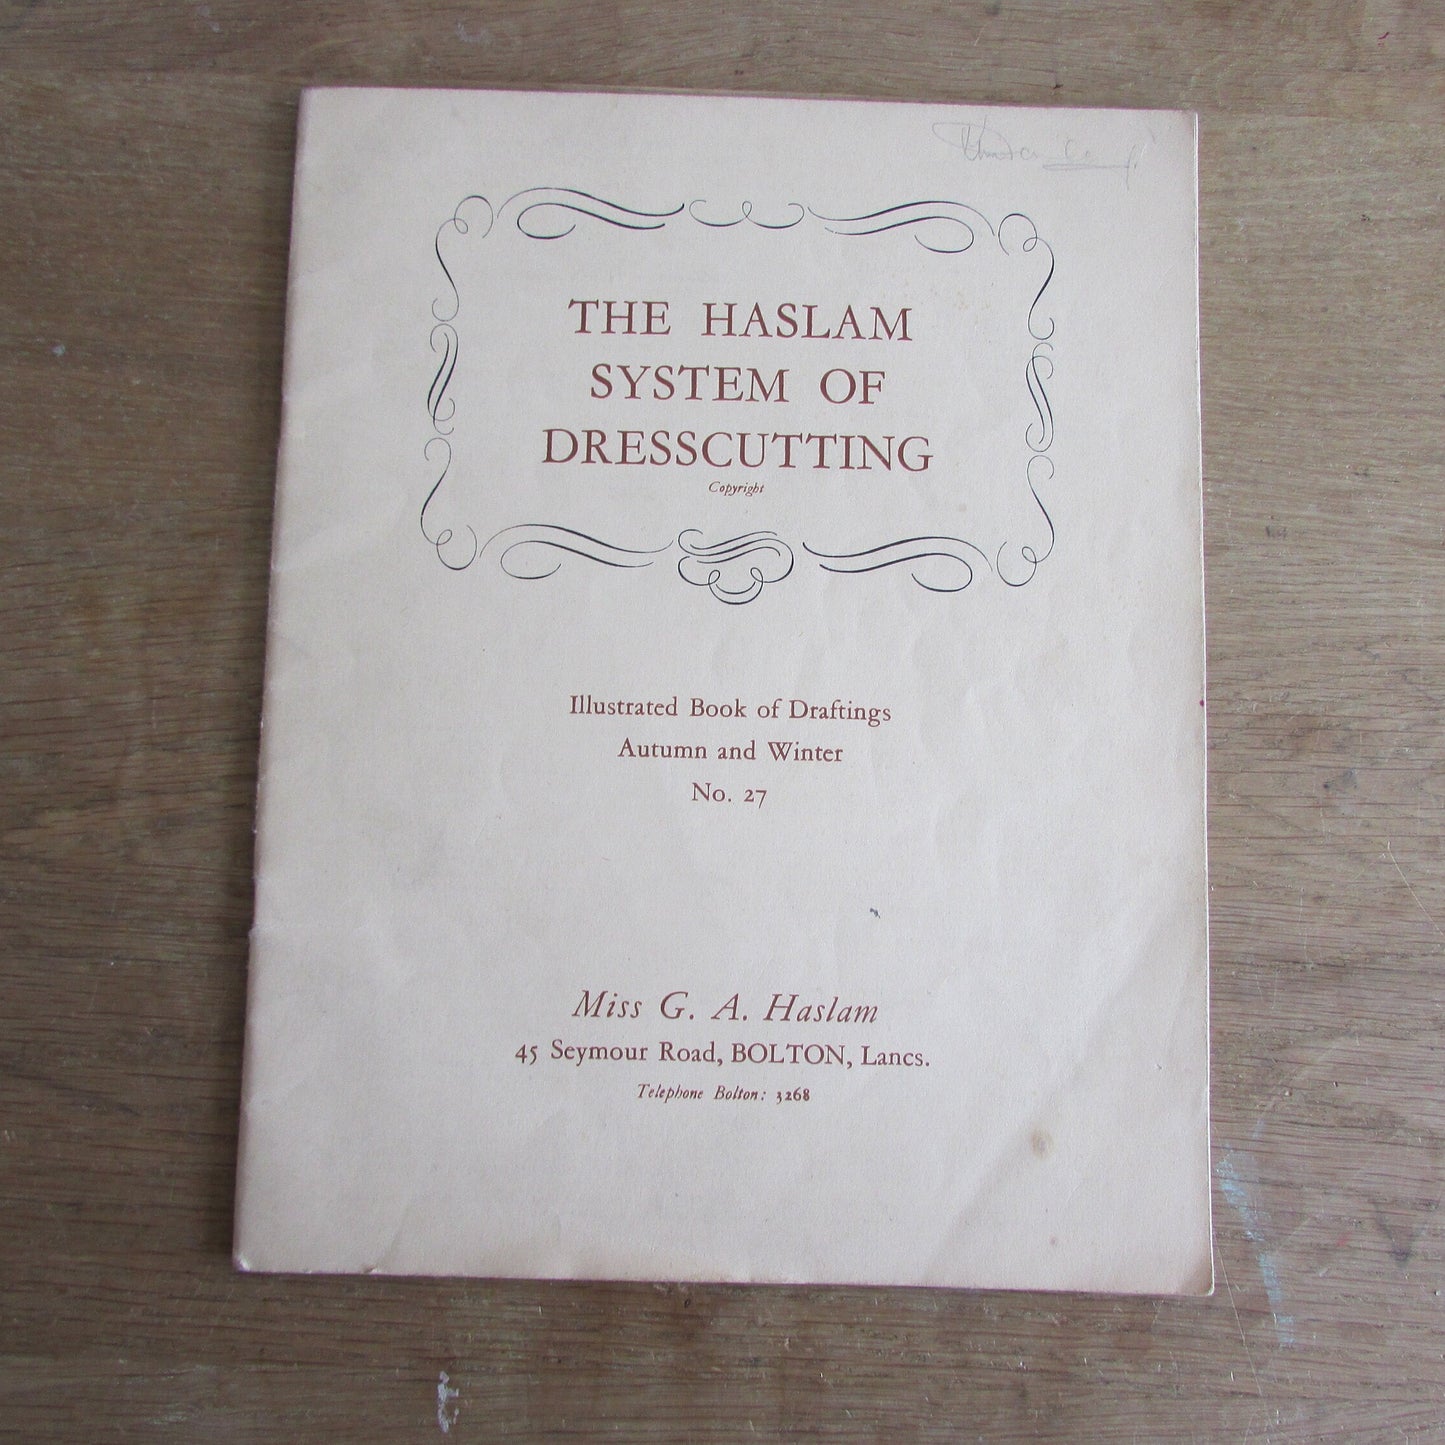 THE HASLAM
SYSTEM OF
DRESSCUTTING
Copyright
Illustrated Book of Draftings
Autumn and Winter
No. 27
Miss G. A. Haslam
45 Seymour Road, BOLTON, Lancs.
Telephone Bolton: 3268